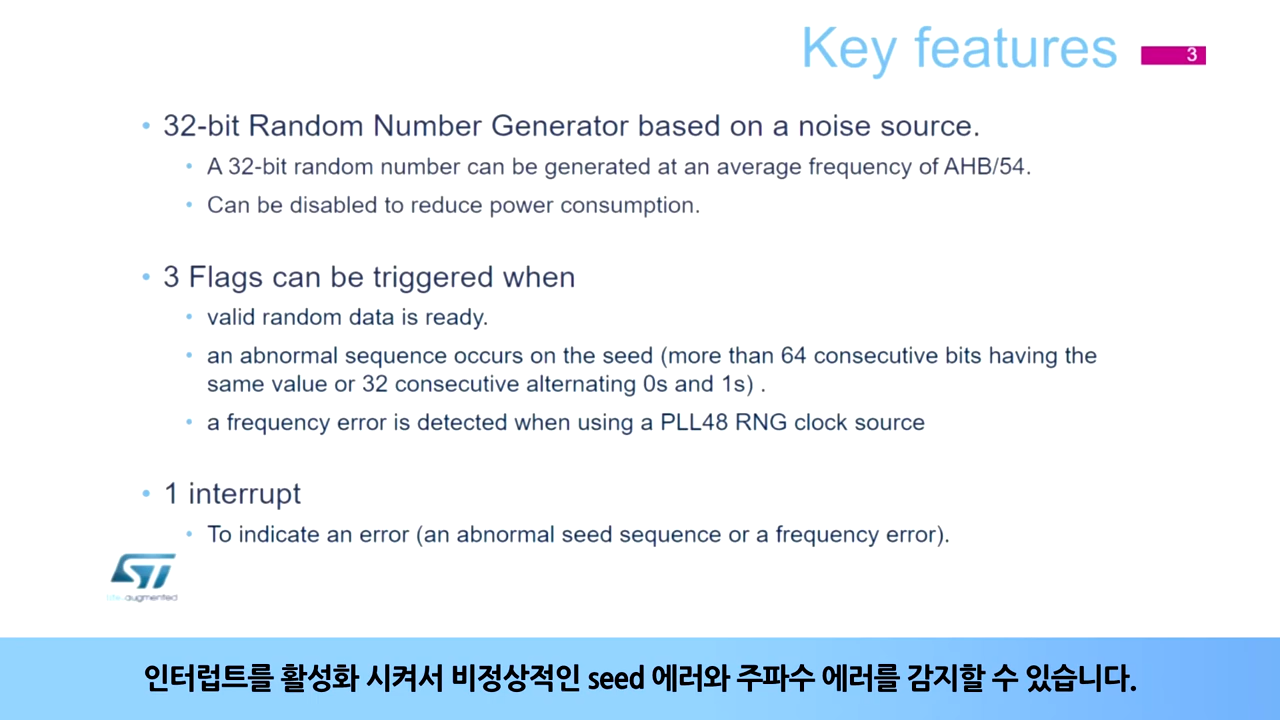 Key features
3
• 32-bit Random Number Generator based on a noise source.
• A 32-bit random number can be generated at an average frequency of AHB/54.
• Can be disabled to reduce power consumption.
• 3 Flags can be triggered when
• valid random data is ready.
• an abnormal sequence occurs on the seed (more than 64 consecutive bits having the
same value or 32 consecutive alternating 0s and 1s) .
• a frequency error is detected when using a PLL48 RNG clock source
• 1 interrupt
• To indicate an error (an abnormal seed sequence or a frequency error).
ST
life.augmented
인터럽트를 활성화 시켜서 비정상적인 seed 에러와 주파수 에러를 감지할 수 있습니다.